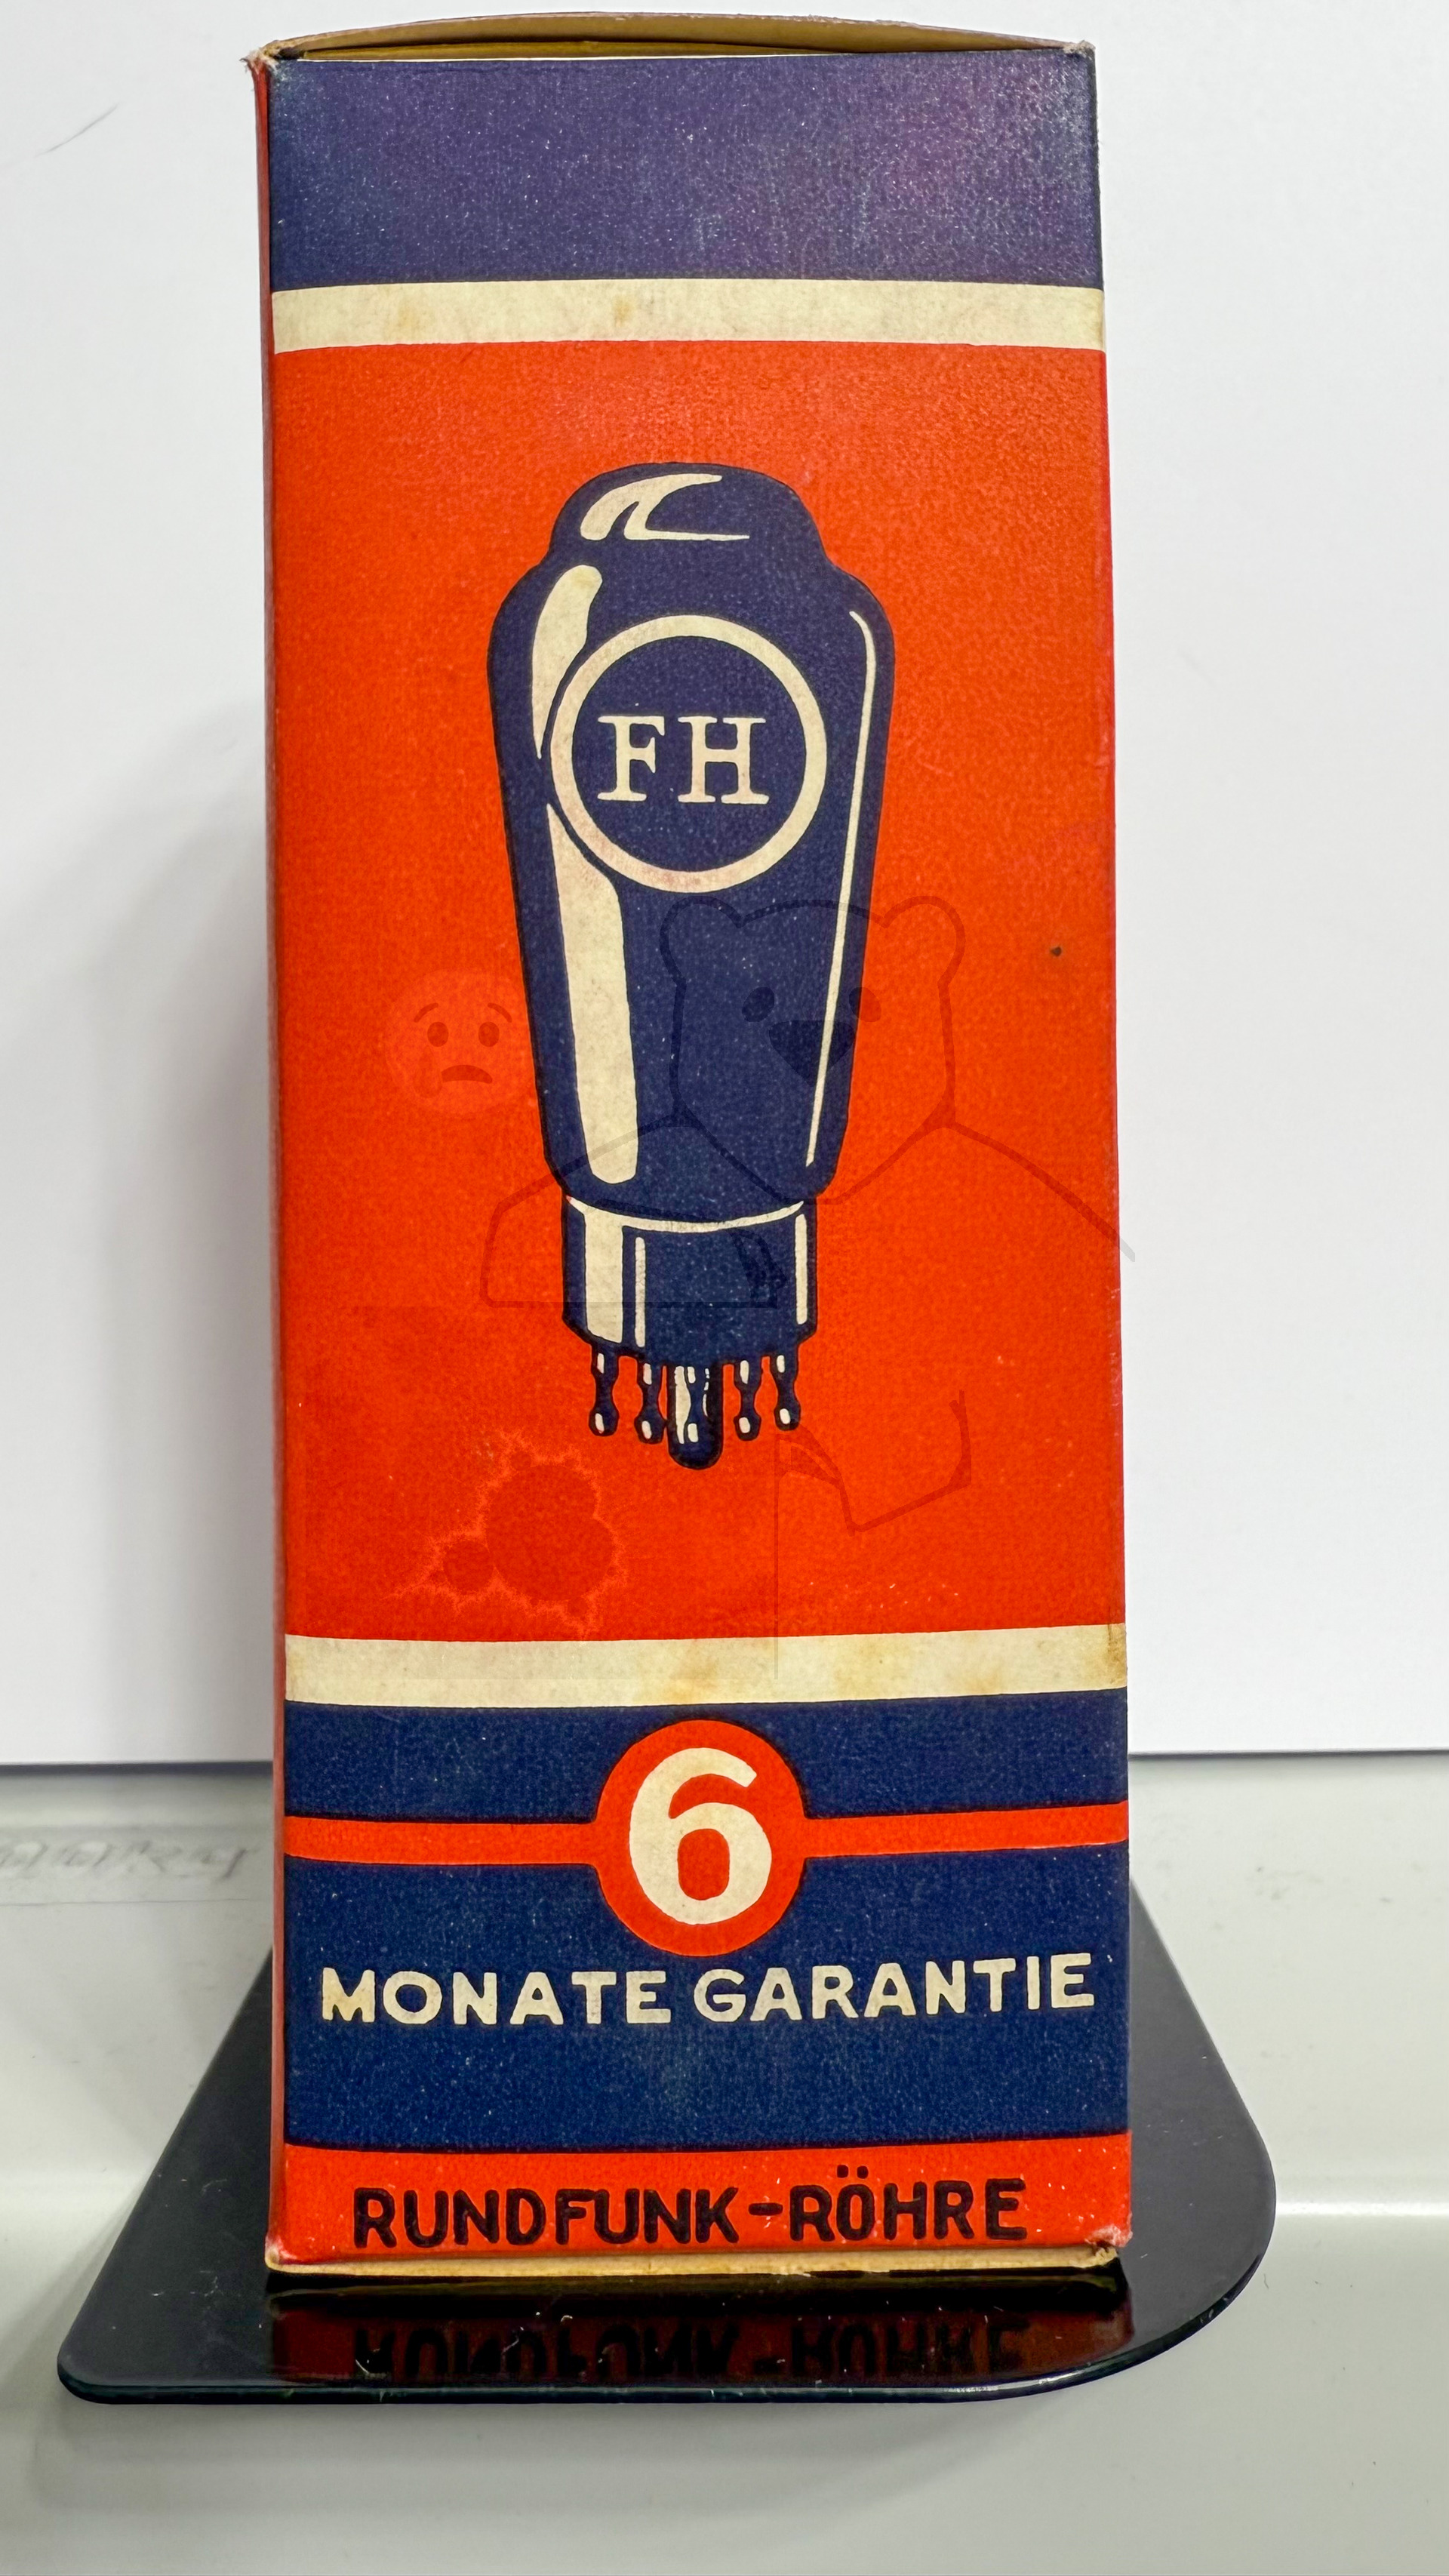 FH
6
MONATE GARANTIE
RUNDFUNK-RÖHRE